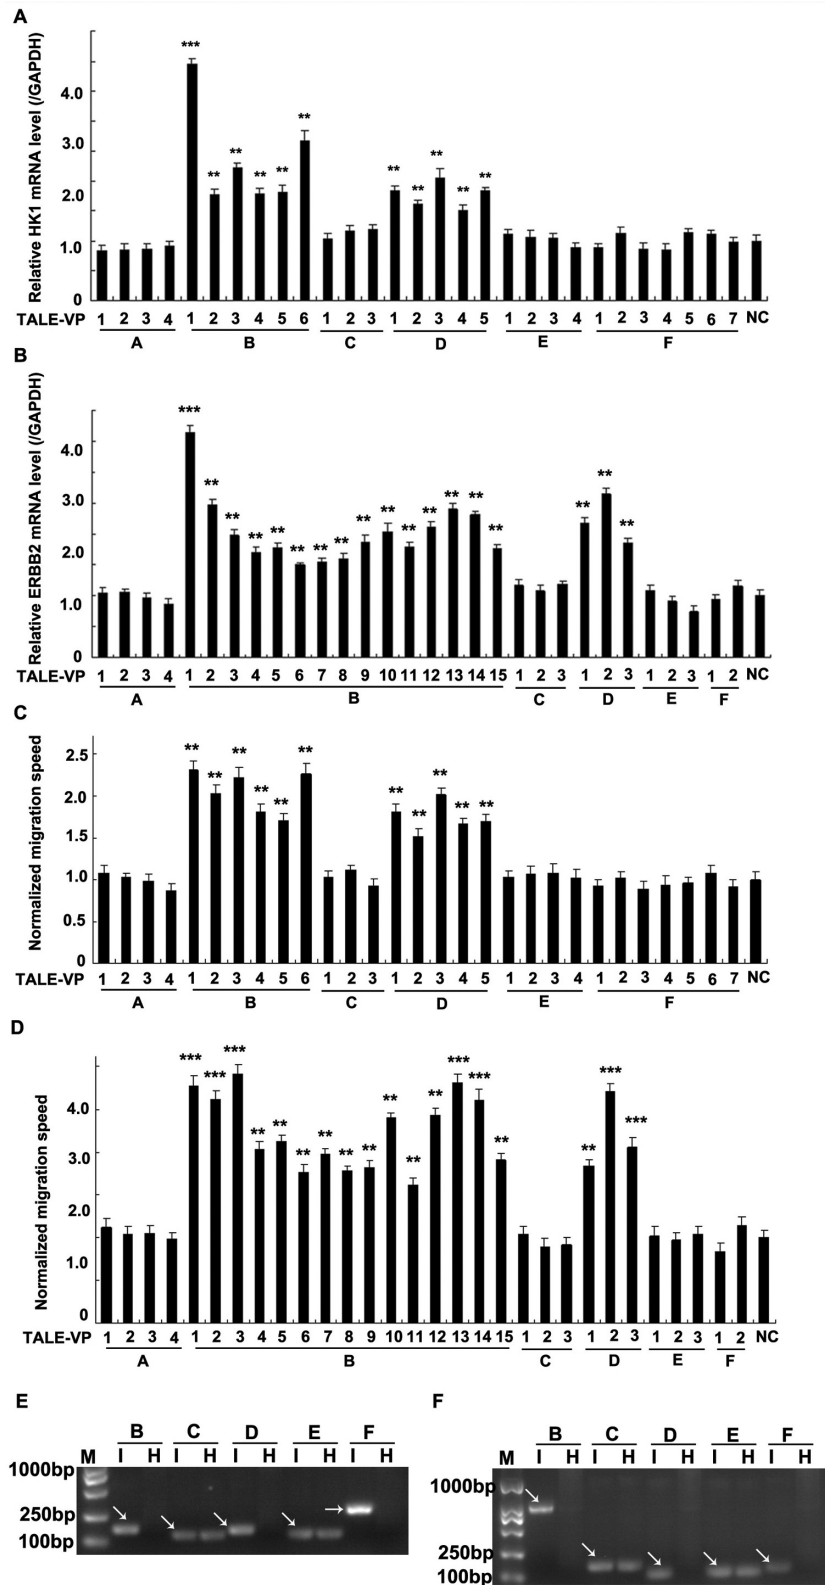 A
Relative HK1 mRNA level (/GAPDH)
4.0
3.0
2.0
1.0
0
*** ** ** ** ** ** ** ** ** ** **
TALE-VP 1 2 3 4 1 2 3 4 5 6 1 2 3 1 2 3 4 5 1 2 3 4 1 2 3 4 5 6 7 NC
A B C D E F
B
Relative ERBB2 mRNA level (/GAPDH)
4.0
3.0
2.0
1.0
0
*** ** ** ** ** ** ** ** ** ** ** ** ** ** ** ** ** **
TALE-VP 1 2 3 4 1 2 3 4 5 6 7 8 9 10 11 12 13 14 15 1 2 3 1 2 3 1 2 3 1 2 NC
A B C D E F
C
Normalized migration speed
2.5
2.0
1.5
1.0
0.5
0
** ** ** ** ** ** ** ** ** ** **
TALE-VP 1 2 3 4 1 2 3 4 5 6 1 2 3 1 2 3 4 5 1 2 3 4 1 2 3 4 5 6 7 NC
A B C D E F
D
Normalized migration speed
4.0
3.0
2.0
1.0
0
*** *** *** ** ** ** ** ** ** ** ** ** *** *** ** ** *** ***
TALE-VP 1 2 3 4 1 2 3 4 5 6 7 8 9 10 11 12 13 14 15 1 2 3 1 2 3 1 2 3 1 2 NC
A B C D E F
E
B C D E F
M I H I H I H I H I H
1000bp
250bp
100bp
F
B C D E F
M I H I H I H I H I H
1000bp
250bp
100bp